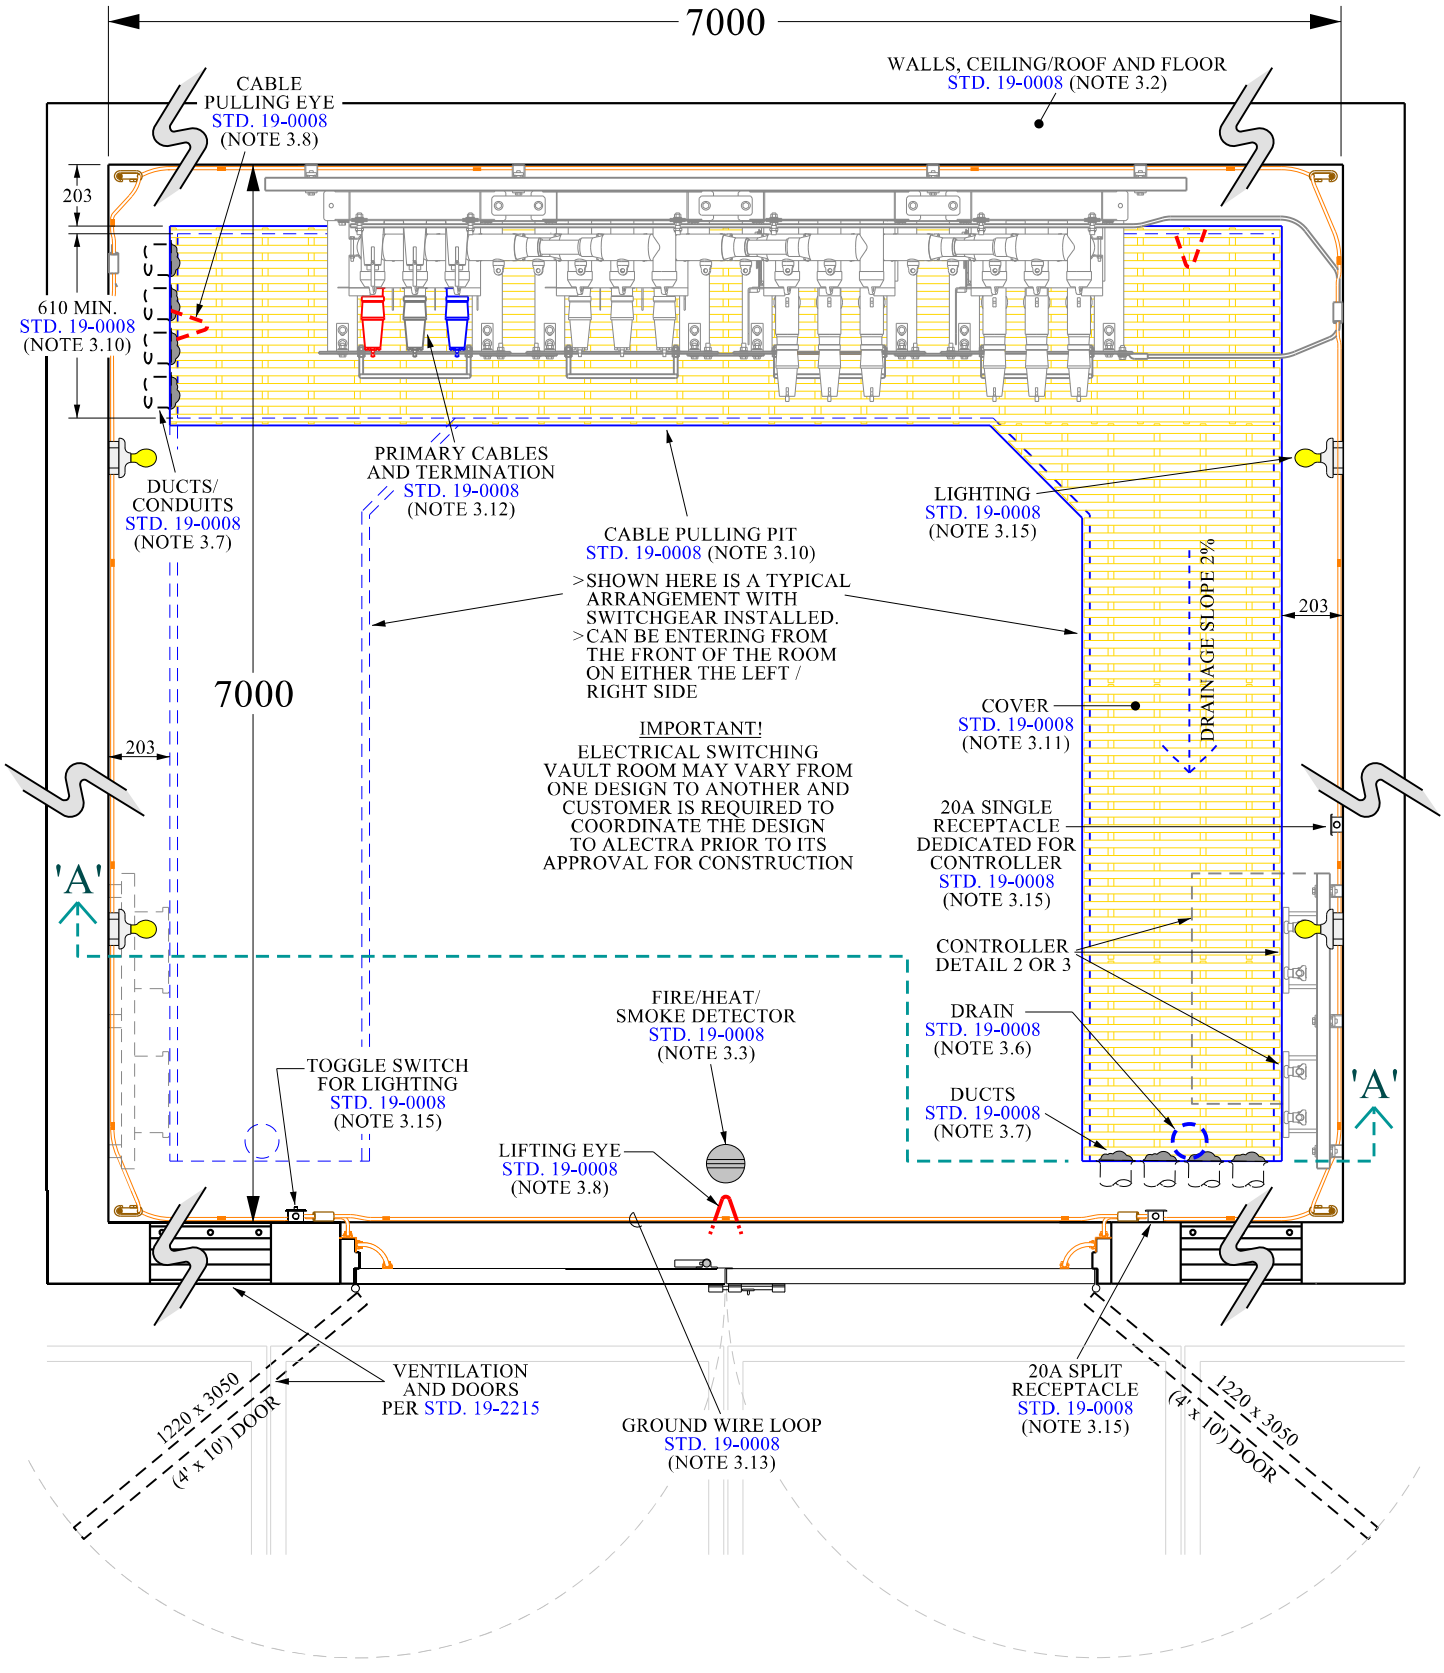 7000
WALLS, CEILING/ROOF AND FLOOR
STD. 19-0008 (NOTE 3.2)
CABLE
PULLING EYE
STD. 19-0008
(NOTE 3.8)
203
610 MIN.
STD. 19-0008
(NOTE 3.10)
PRIMARY CABLES
AND TERMINATION
STD. 19-0008
(NOTE 3.12)
DUCTS/
CONDUITS
STD. 19-0008
(NOTE 3.7)
LIGHTING
STD. 19-0008
(NOTE 3.15)
CABLE PULLING PIT
STD. 19-0008 (NOTE 3.10)
>SHOWN HERE IS A TYPICAL
ARRANGEMENT WITH
SWITCHGEAR INSTALLED.
>CAN BE ENTERING FROM
THE FRONT OF THE ROOM
ON EITHER THE LEFT /
RIGHT SIDE
DRAINAGE SLOPE 2%
203
7000
203
COVER
STD. 19-0008
(NOTE 3.11)
IMPORTANT!
ELECTRICAL SWITCHING
VAULT ROOM MAY VARY FROM
ONE DESIGN TO ANOTHER AND
CUSTOMER IS REQUIRED TO
COORDINATE THE DESIGN
TO ALECTRA PRIOR TO ITS
APPROVAL FOR CONSTRUCTION
20A SINGLE
RECEPTACLE
DEDICATED FOR
CONTROLLER
STD. 19-0008
(NOTE 3.15)
'A'
CONTROLLER
DETAIL 2 OR 3
FIRE/HEAT/
SMOKE DETECTOR
STD. 19-0008
(NOTE 3.3)
DRAIN
STD. 19-0008
(NOTE 3.6)
TOGGLE SWITCH
FOR LIGHTING
STD. 19-0008
(NOTE 3.15)
DUCTS
STD. 19-0008
(NOTE 3.7)
'A'
LIFTING EYE
STD. 19-0008
(NOTE 3.8)
VENTILATION
AND DOORS
PER STD. 19-2215
1220 x 3050
(4' x 10') DOOR
GROUND WIRE LOOP
STD. 19-0008
(NOTE 3.13)
20A SPLIT
RECEPTACLE
STD. 19-0008
(NOTE 3.15)
1220 x 3050
(4' x 10') DOOR